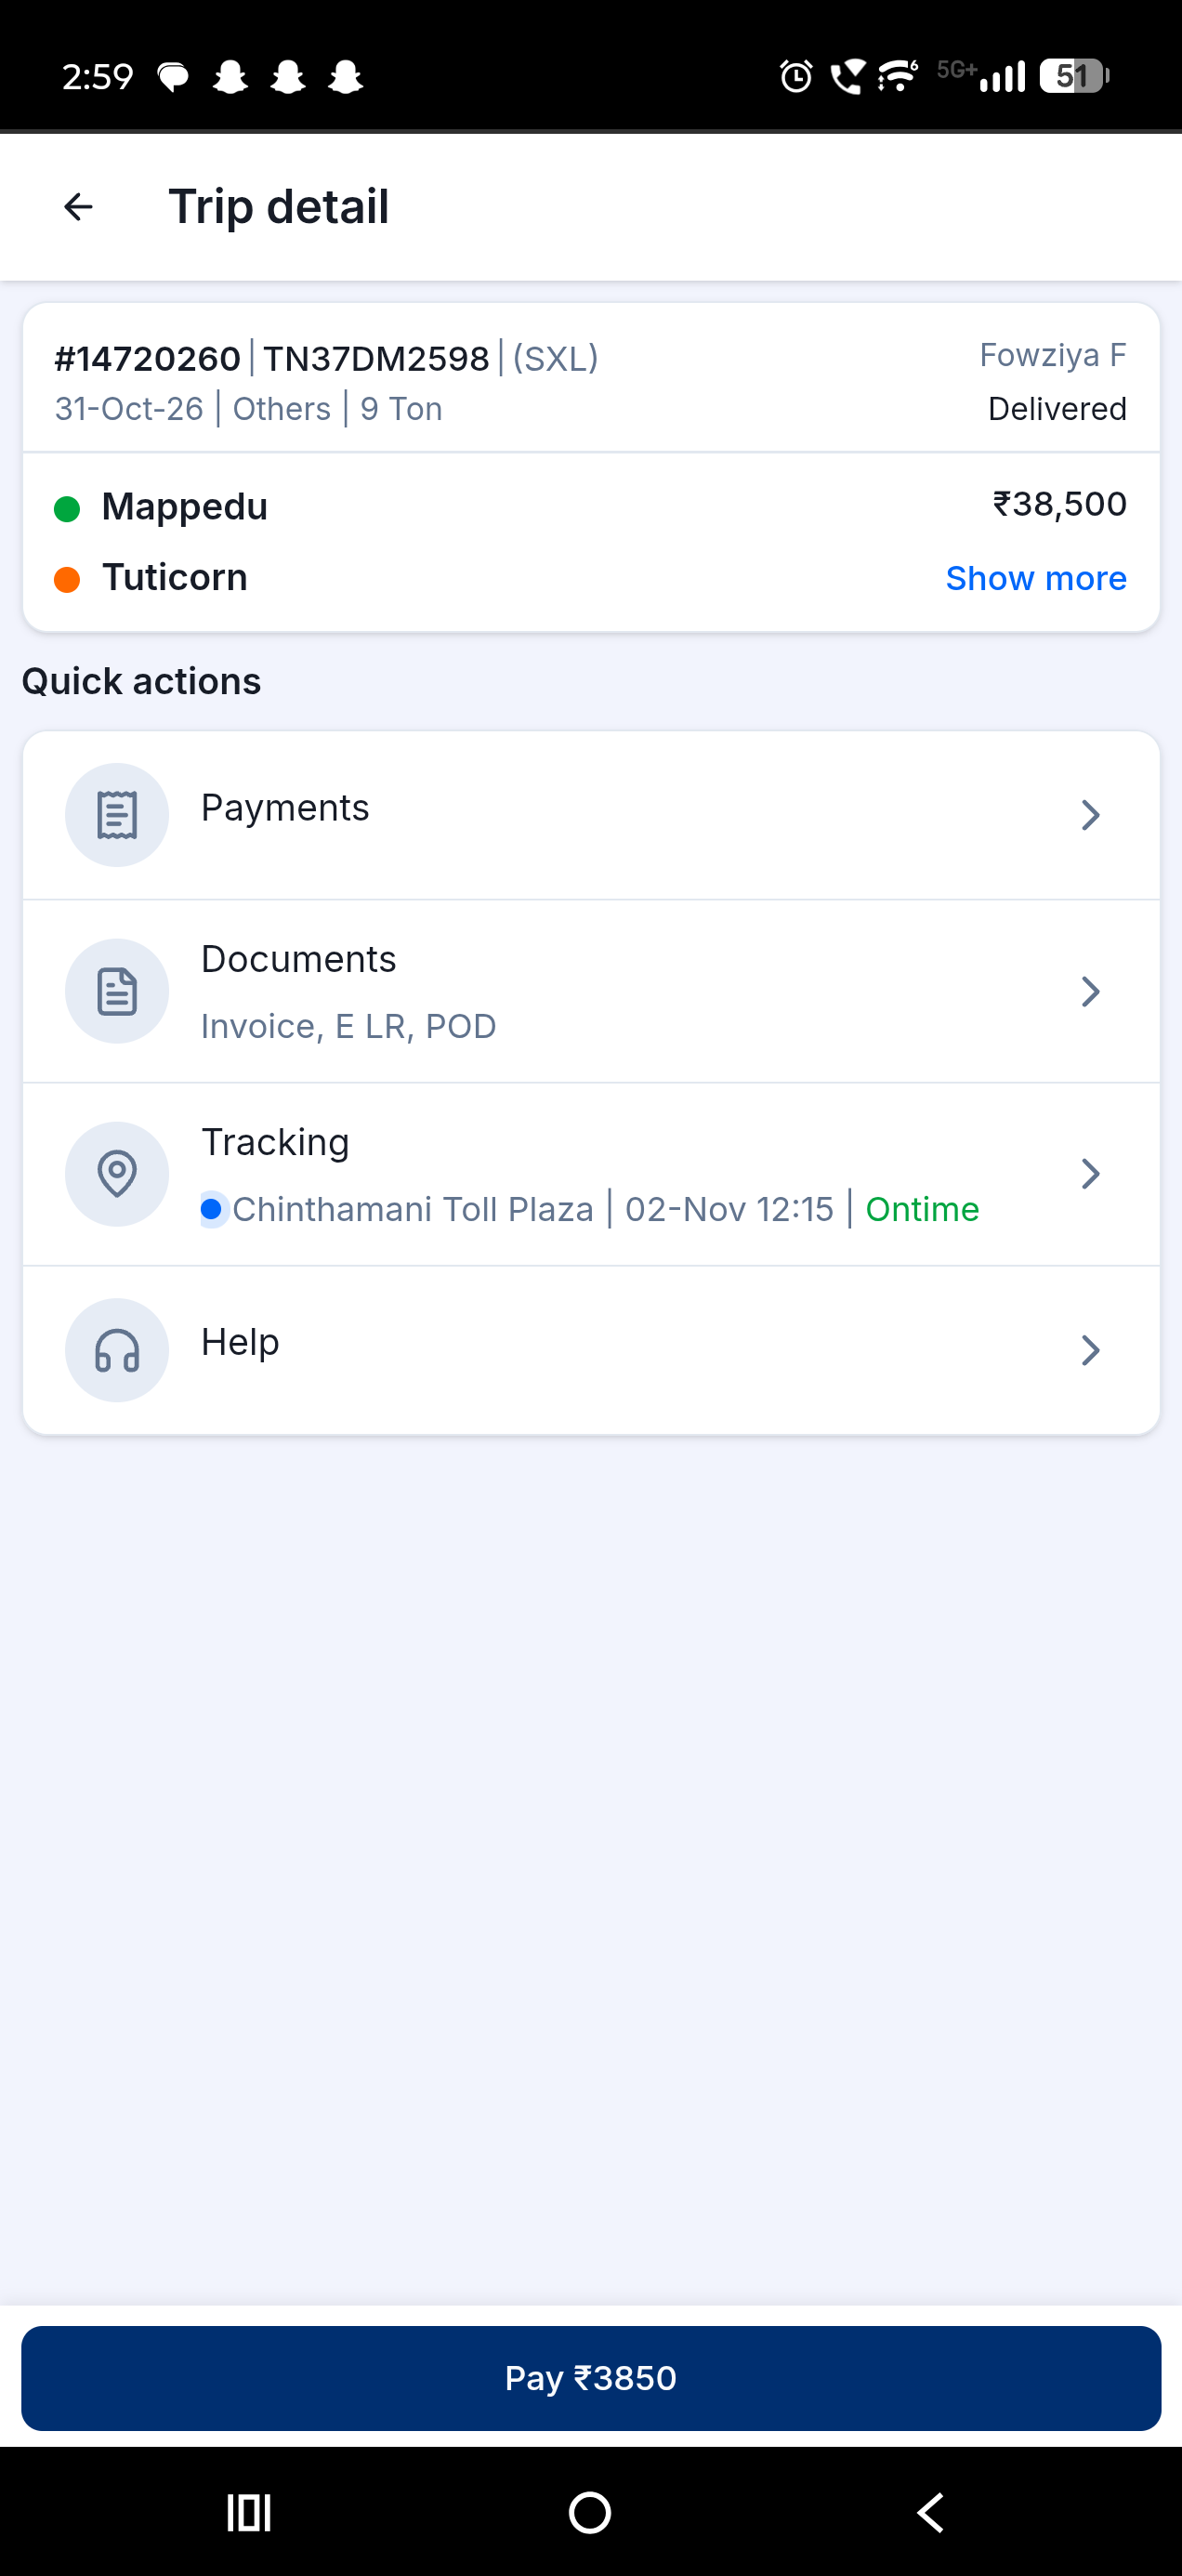 2:59
6 5G+ 51
Trip detail
#14720260 | TN37DM2598 | (SXL) Fowziya F
31-Oct-26 | Others | 9 Ton Delivered
Mappedu ₹38,500
Tuticorn Show more
Quick actions
Payments
Documents
Invoice, E LR, POD
Tracking
Chinthamani Toll Plaza | 02-Nov 12:15 | Ontime
Help
Pay ₹3850